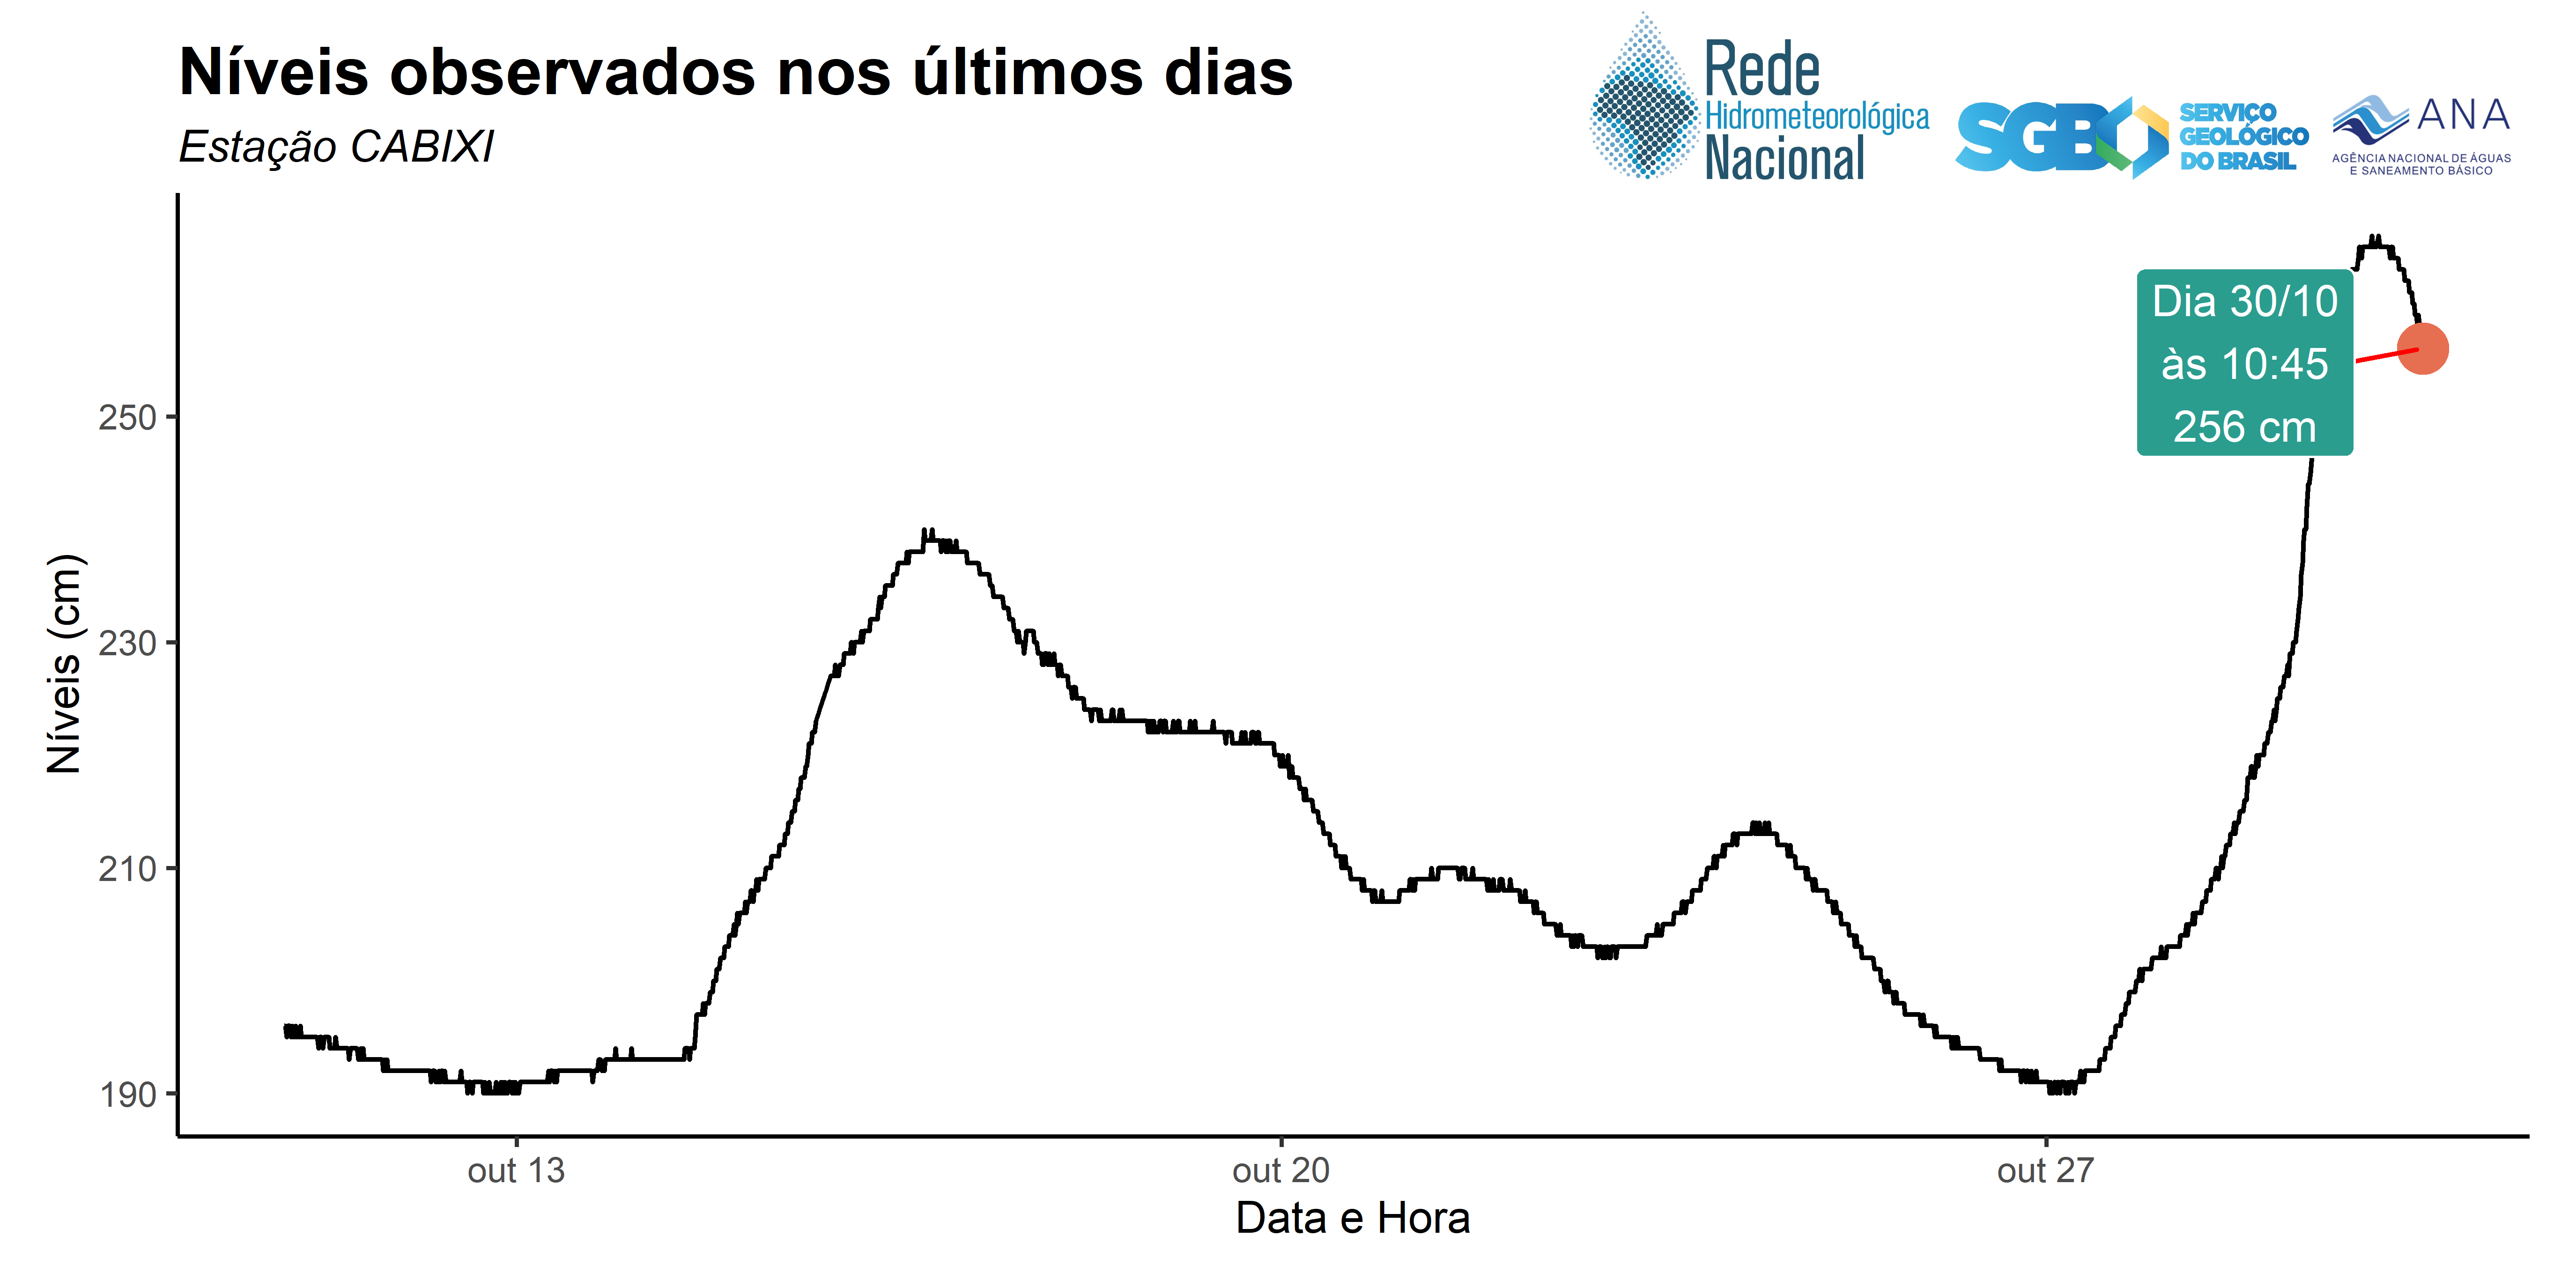 Níveis observados nos últimos dias
Estação CABIXI
Rede
Hidrometeorológica
Nacional
SGB
SERVIÇO
GEOLÓGICO
DO BRASIL
ANA
AGÊNCIA NACIONAL DE ÁGUAS
E SANEAMENTO BÁSICO
Dia 30/10
às 10:45
256 cm
Níveis (cm)
250
230
210
190
out 13
out 20
out 27
Data e Hora